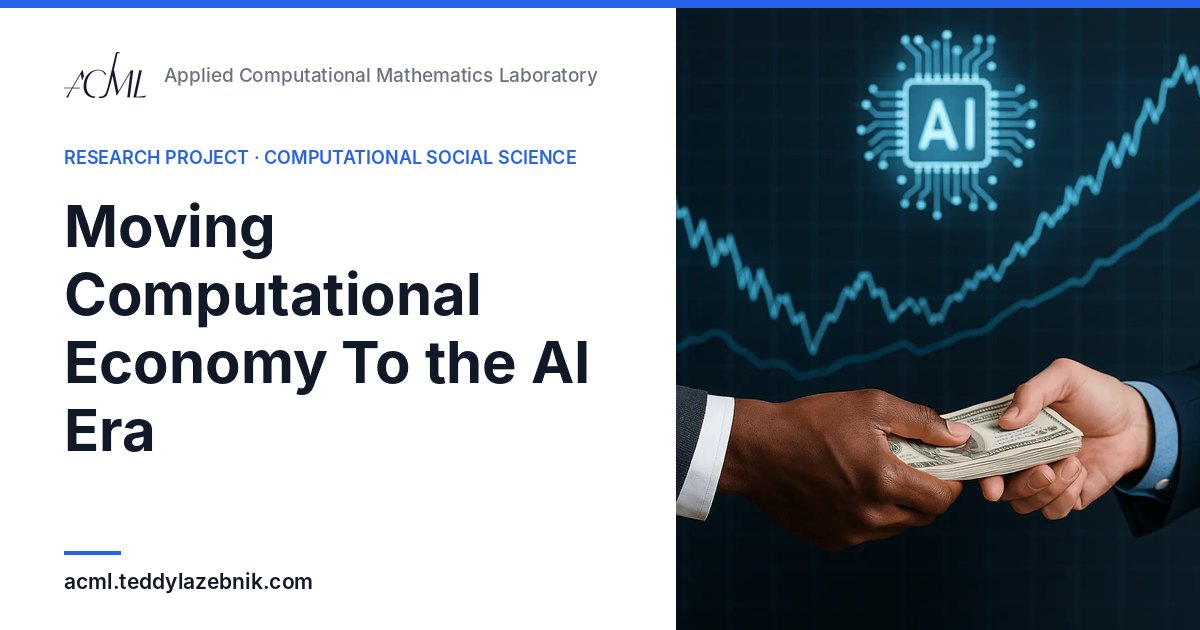 ACML
Applied Computational Mathematics Laboratory
RESEARCH PROJECT · COMPUTATIONAL SOCIAL SCIENCE
Moving
Computational
Economy To the AI
Era
acml.teddylazebnik.com
AI